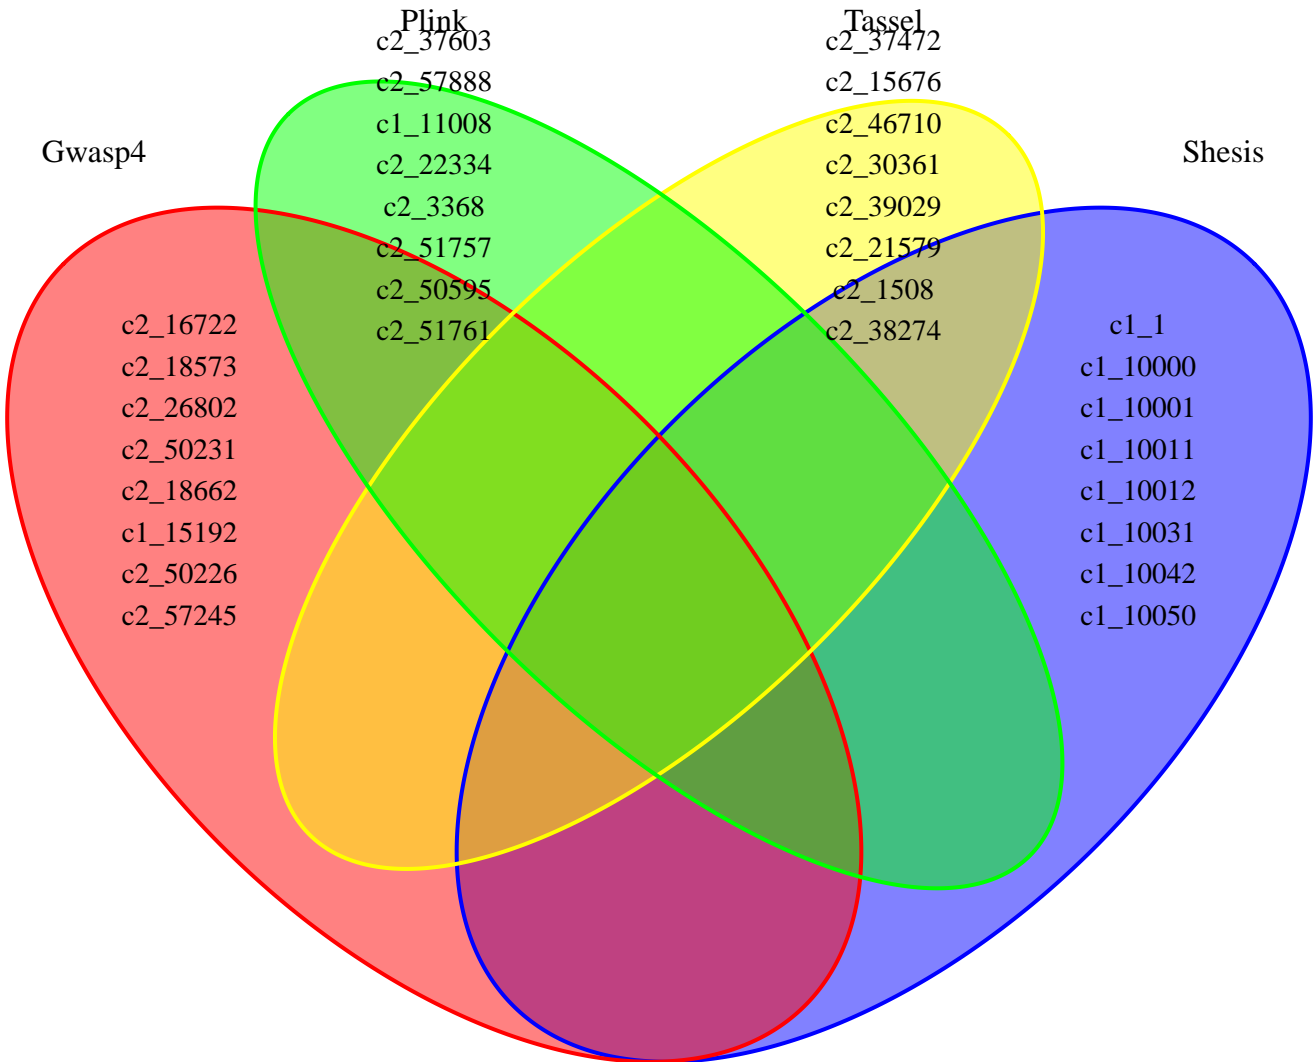 Plink
Tassel
Gwasp4
Shesis
c2_37603
c2_57888
c1_11008
c2_22334
c2_3368
c2_51757
c2_50595
c2_51761
c2_37472
c2_15676
c2_46710
c2_30361
c2_39029
c2_21579
c2_1508
c2_38274
c2_16722
c2_18573
c2_26802
c2_50231
c2_18662
c1_15192
c2_50226
c2_57245
c1_1
c1_10000
c1_10001
c1_10011
c1_10012
c1_10031
c1_10042
c1_10050